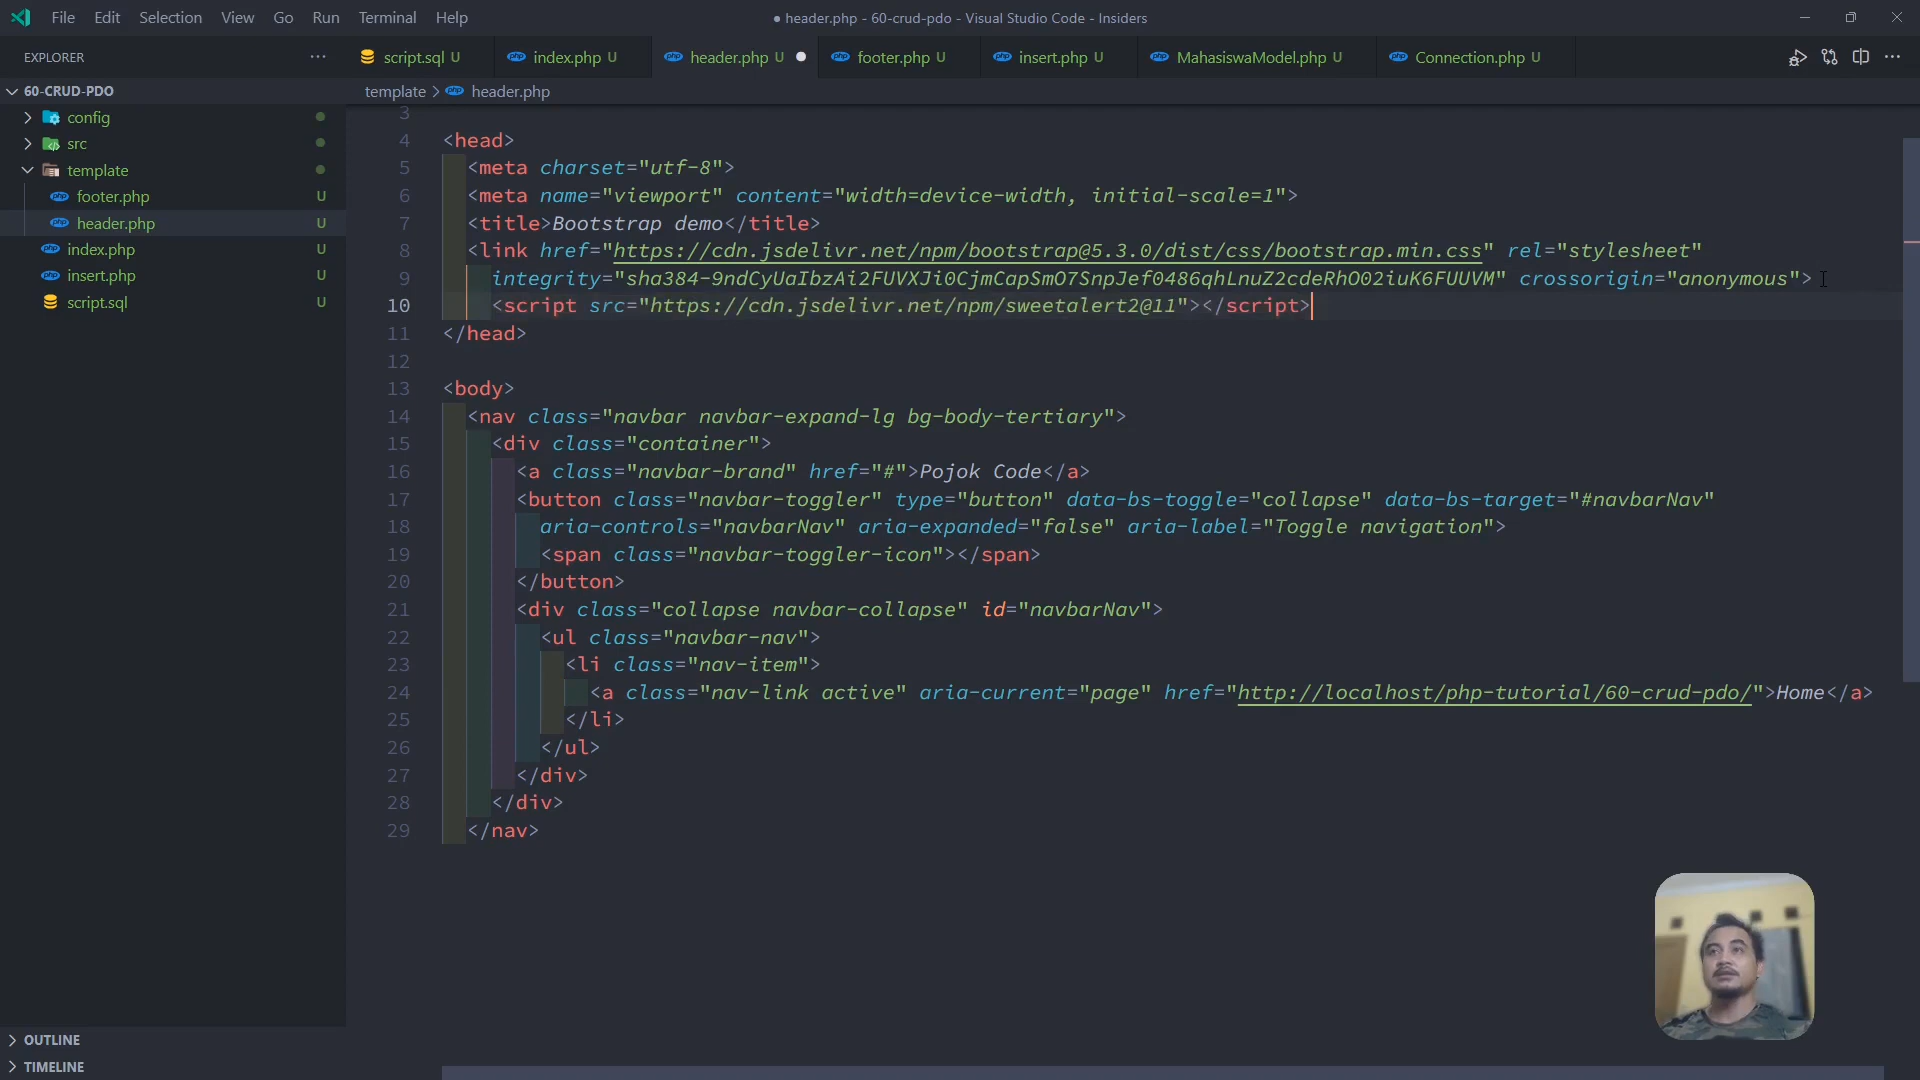 File Edit Selection View Go Run Terminal Help
● header.php - 60-crud-pdo - Visual Studio Code - Insiders
EXPLORER
script.sql U
index.php U
header.php U
footer.php U
insert.php U
MahasiswaModel.php U
Connection.php U
60-CRUD-PDO
config
src
template
footer.php U
header.php U
index.php U
insert.php U
script.sql U
OUTLINE
TIMELINE
template > header.php
3
4 <head>
5 <meta charset="utf-8">
6 <meta name="viewport" content="width=device-width, initial-scale=1">
7 <title>Bootstrap demo</title>
8 <link href="https://cdn.jsdelivr.net/npm/bootstrap@5.3.0/dist/css/bootstrap.min.css" rel="stylesheet"
9 integrity="sha384-9ndCyUaIbzAi2FUVXJi0CjmCapSmO7SnpJef0486qhLnuZ2cdeRhO02iuK6FUUVM" crossorigin="anonymous">
10 <script src="https://cdn.jsdelivr.net/npm/sweetalert2@11"></script>
11 </head>
12
13 <body>
14 <nav class="navbar navbar-expand-lg bg-body-tertiary">
15 <div class="container">
16 <a class="navbar-brand" href="#">Pojok Code</a>
17 <button class="navbar-toggler" type="button" data-bs-toggle="collapse" data-bs-target="#navbarNav"
18 aria-controls="navbarNav" aria-expanded="false" aria-label="Toggle navigation">
19 <span class="navbar-toggler-icon"></span>
20 </button>
21 <div class="collapse navbar-collapse" id="navbarNav">
22 <ul class="navbar-nav">
23 <li class="nav-item">
24 <a class="nav-link active" aria-current="page" href="http://localhost/php-tutorial/60-crud-pdo/">Home</a>
25 </li>
26 </ul>
27 </div>
28 </div>
29 </nav>